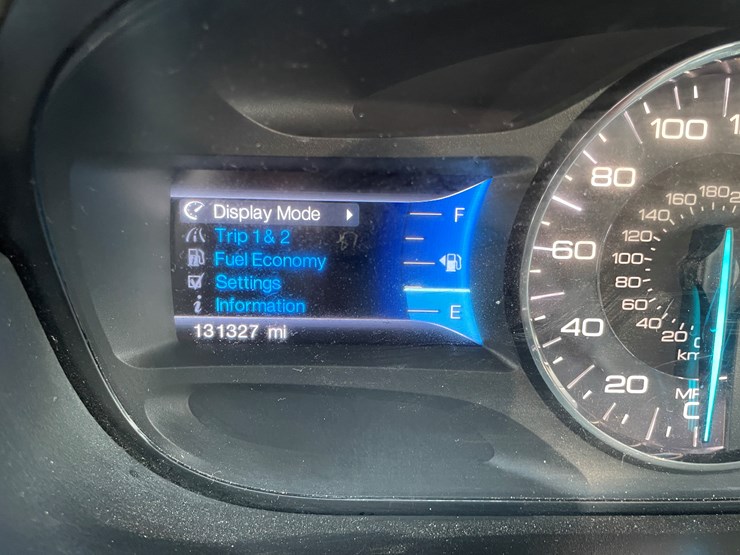 Display Mode
Trip 1 & 2
Fuel Economy
Settings
Information
131327 mi
F
E
100
80
60
40
20
180
160
140
120
100
80
60
40
20